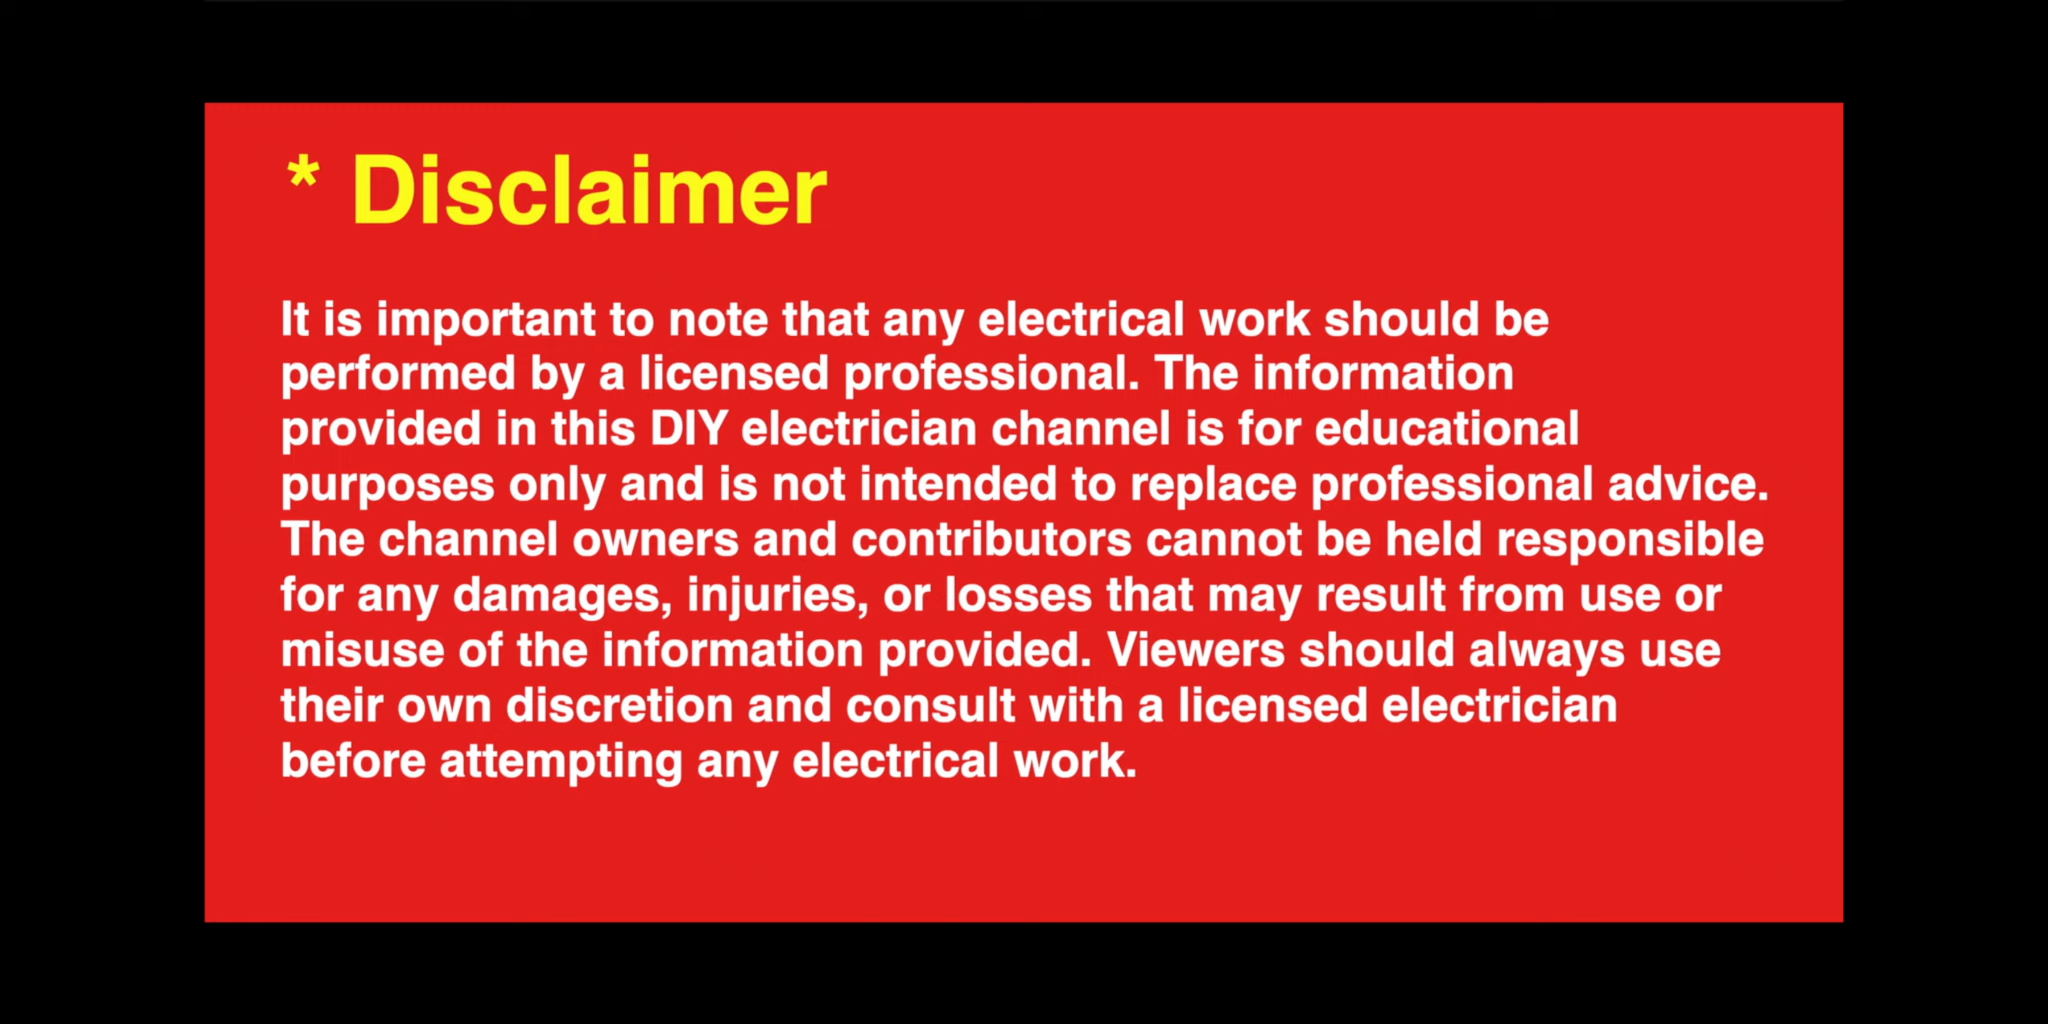 * Disclaimer
It is important to note that any electrical work should be
performed by a licensed professional. The information
provided in this DIY electrician channel is for educational
purposes only and is not intended to replace professional advice.
The channel owners and contributors cannot be held responsible
for any damages, injuries, or losses that may result from use or
misuse of the information provided. Viewers should always use
their own discretion and consult with a licensed electrician
before attempting any electrical work.